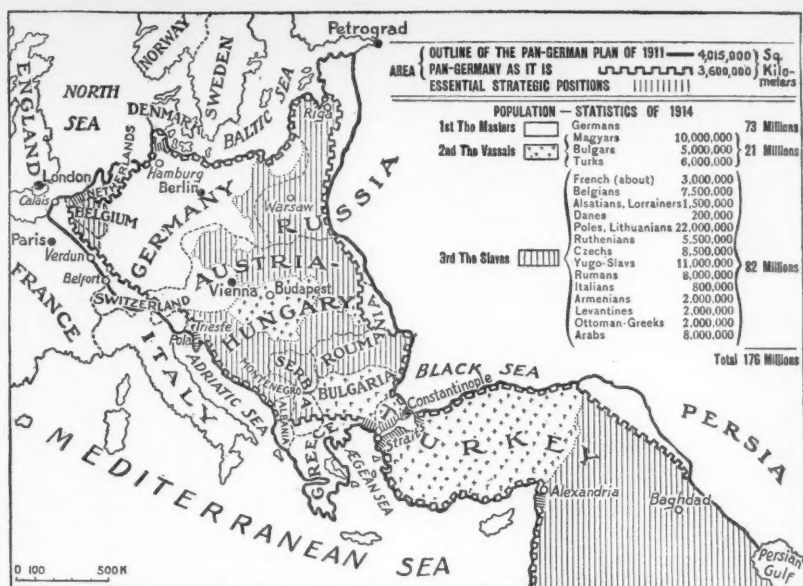 OUTLINE OF THE PAN-GERMAN PLAN OF 1911 4,015,000 Sq.
AREA PAN-GERMANY AS IT IS 3,600,000 Kilo-
ESSENTIAL STRATEGIC POSITIONS meters
POPULATION — STATISTICS OF 1914
1st The Masters Germans 73 Millions
2nd The Vassals Magyars 10,000,000
Bulgars 5,000,000 21 Millions
Turks 6,000,000
French (about) 3,000,000
Belgians 7,500,000
Alsatians, Lorrainers 1,500,000
Danes 200,000
Poles, Lithuanians 22,000,000
Ruthenians 5,500,000
3rd The Slaves Czechs 8,500,000 82 Millions
Yugo-Slavs 11,000,000
Rumans 8,000,000
Italians 800,000
Armenians 2,000,000
Levantines 2,000,000
Ottoman-Greeks 2,000,000
Arabs 8,000,000
Total 176 Millions
Petrograd
NORWAY
SWEDEN
ENGLAND
NORTH
SEA
DENMARK
BALTIC SEA
Riga
NETHERLANDS
Hamburg
Berlin
London
Calais
BELGIUM
GERMANY
Warsaw
RUSSIA
Paris
Verdun
Belfort
FRANCE
SWITZERLAND
AUSTRIA-
HUNGARY
Vienna
Budapest
Trieste
Pola
ITALY
ADRIATIC SEA
MONTENEGRO
SERBIA
ROUMANIA
BULGARIA
ALBANIA
GREECE
ÆGEAN SEA
BLACK SEA
Constantinople
Straits
TURKEY
PERSIA
Alexandria
Baghdad
Persian
Gulf
MEDITERRANEAN SEA
0 100 500K